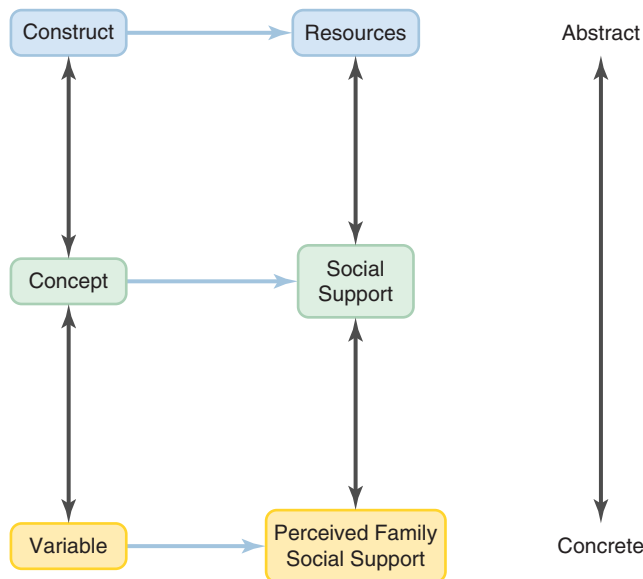 Construct
Resources
Abstract
Concept
Social
Support
Variable
Perceived Family
Social Support
Concrete